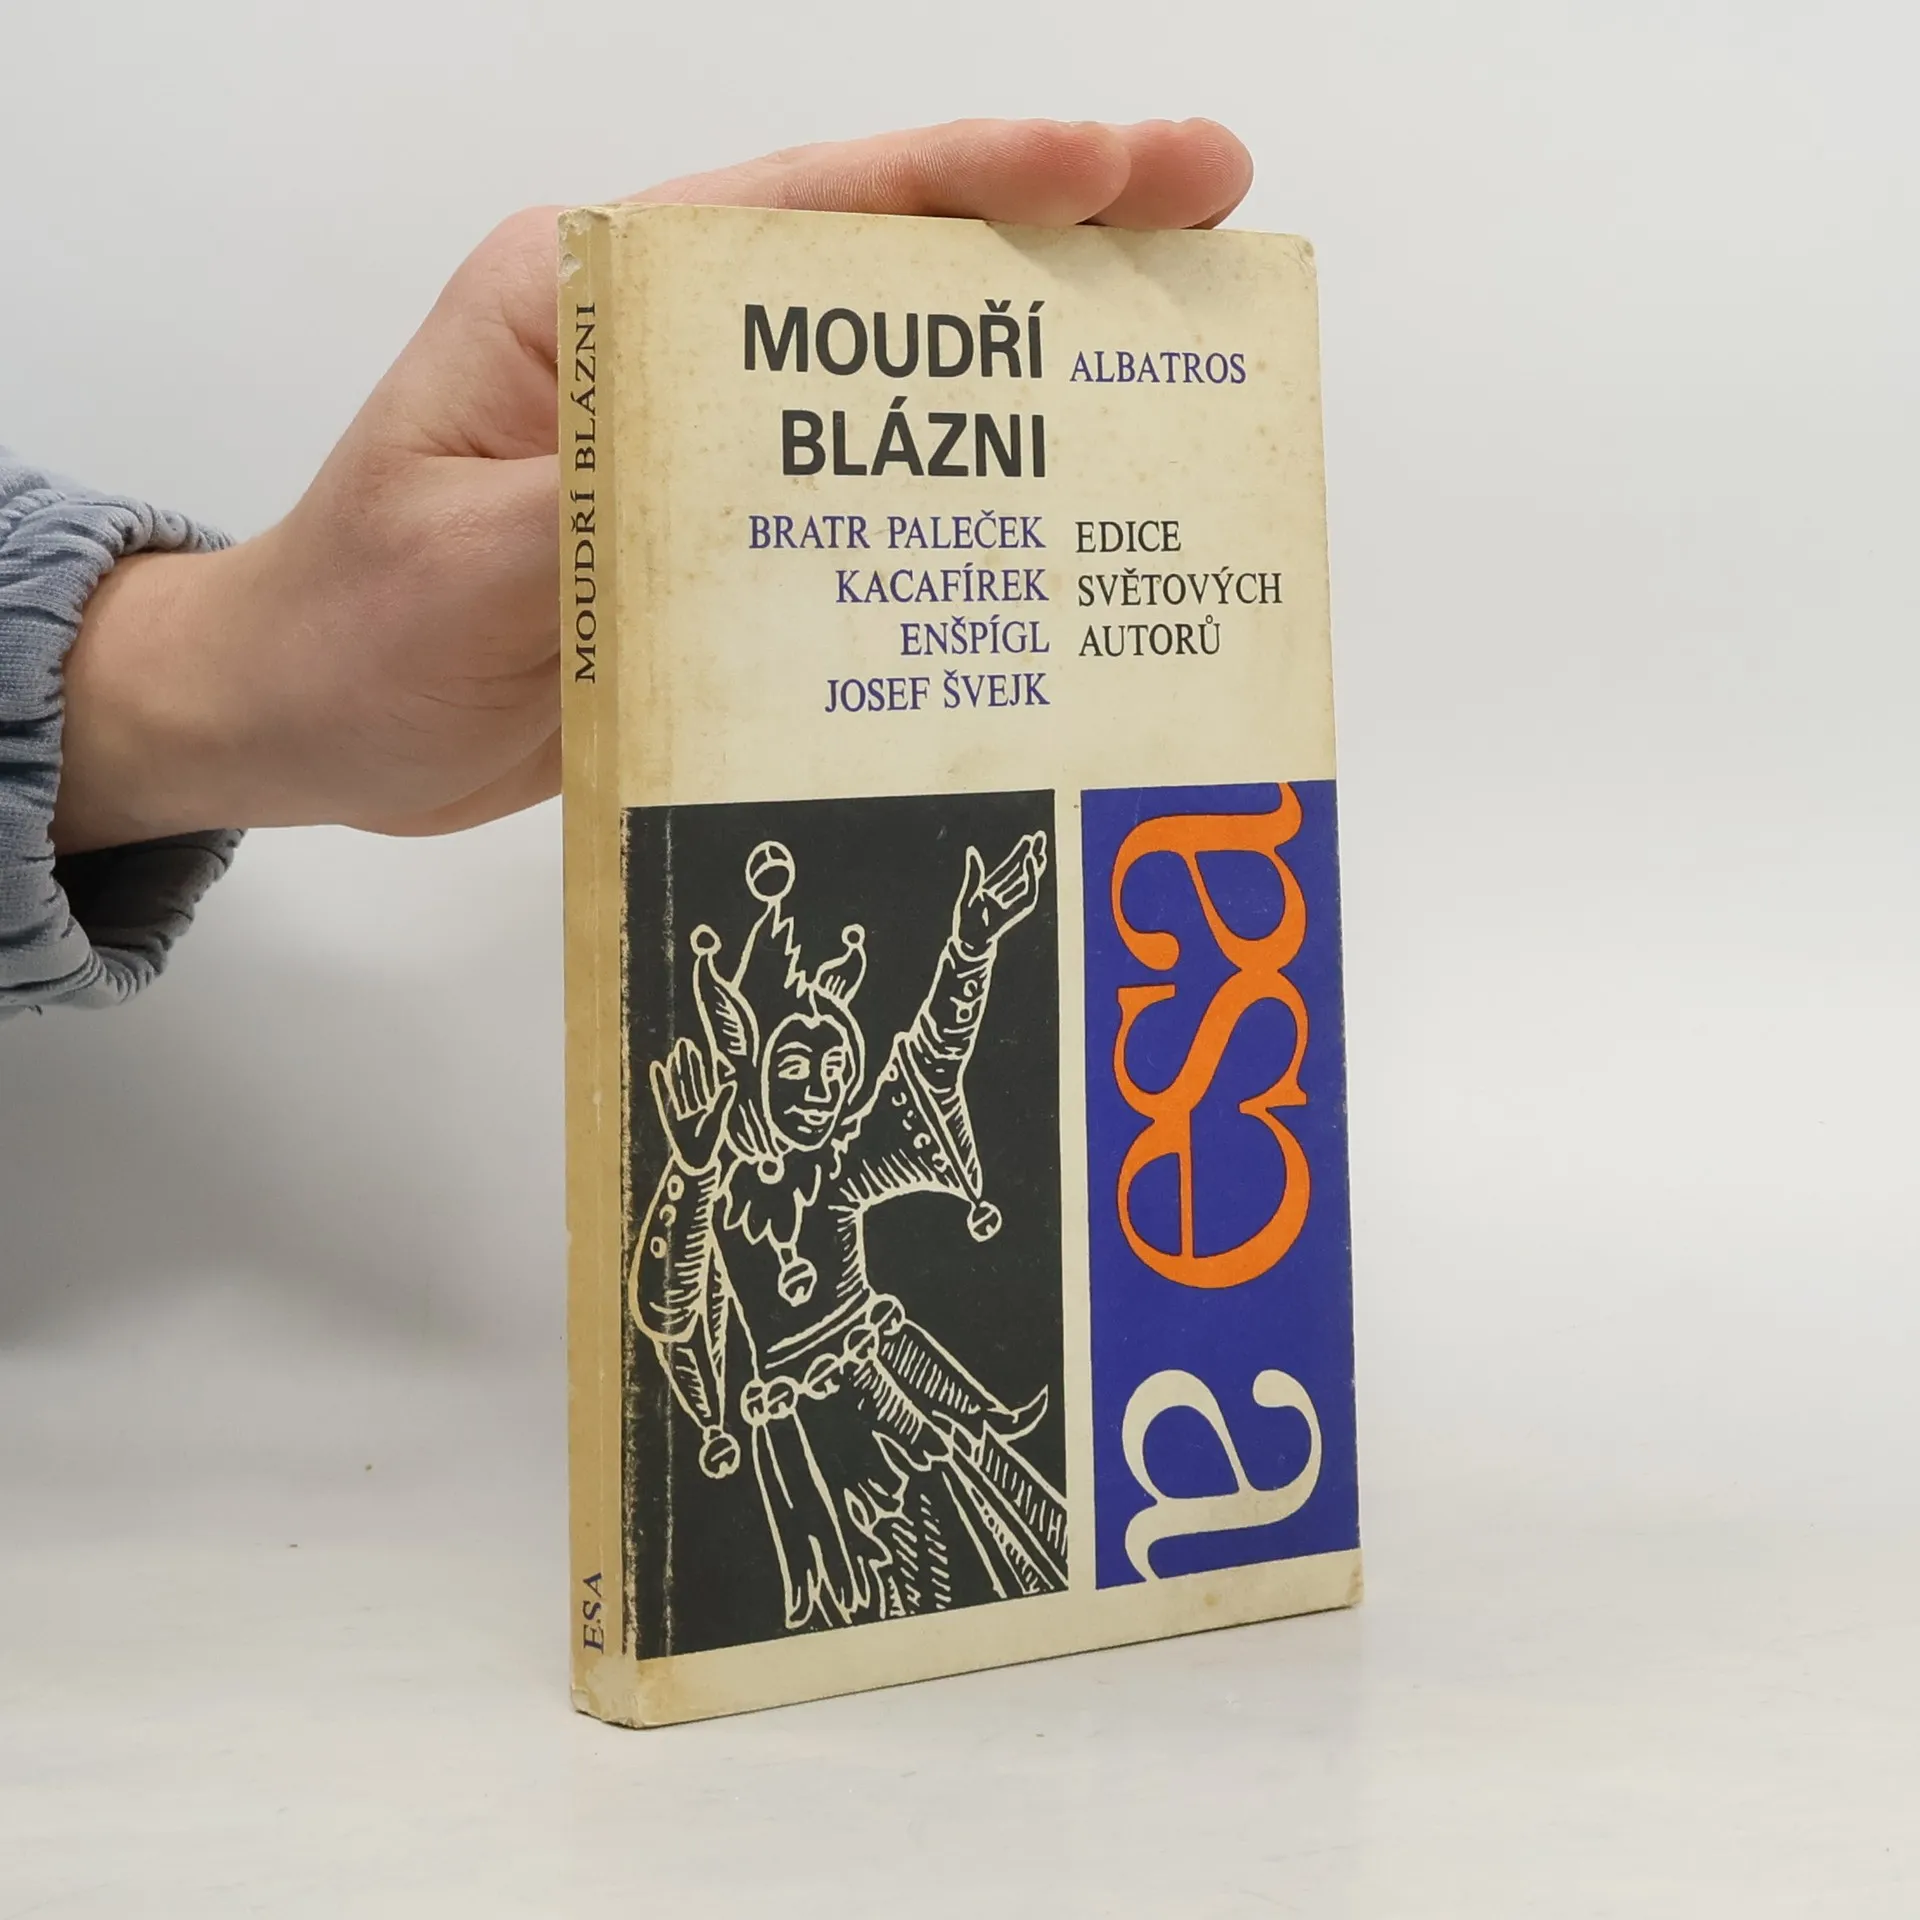 MOUDŘÍ
BLÁZNI
ALBATROS
BRATR PALEČEK
KACAFÍREK
ENŠPÍGL
JOSEF ŠVEJK
EDICE
SVĚTOVÝCH
AUTORŮ
esa
a
MOUDŘÍ BLÁZNI
ESA